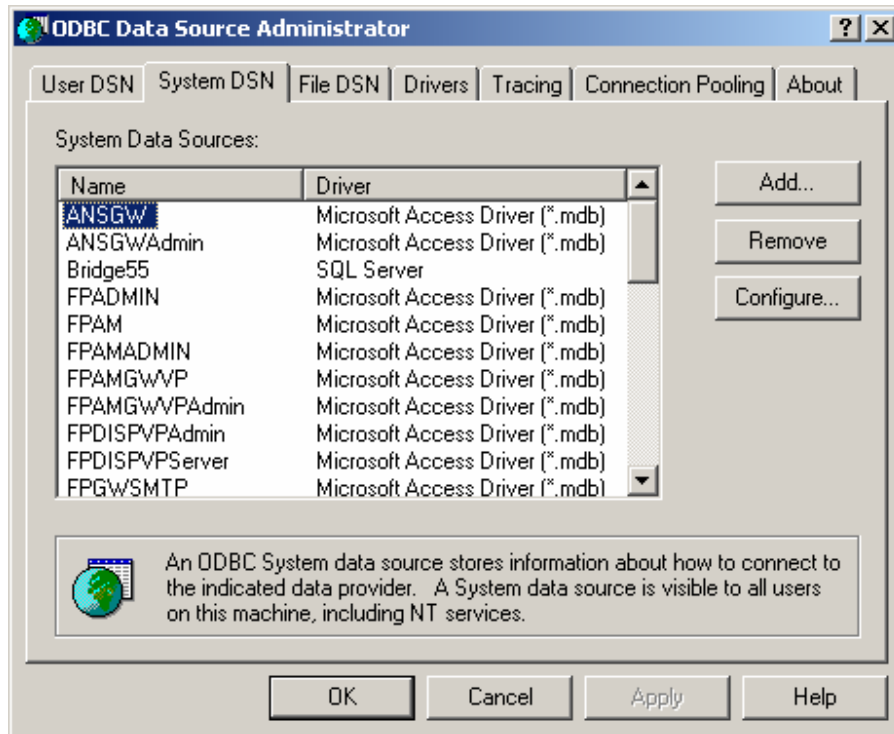 ODBC Data Source Administrator
User DSN System DSN File DSN Drivers Tracing Connection Pooling About
System Data Sources:
Name Driver
ANSGW Microsoft Access Driver (*.mdb)
ANSGWAdmin Microsoft Access Driver (*.mdb)
Bridge55 SQL Server
FPADMIN Microsoft Access Driver (*.mdb)
FPAM Microsoft Access Driver (*.mdb)
FPAMADMIN Microsoft Access Driver (*.mdb)
FPAMGWVP Microsoft Access Driver (*.mdb)
FPAMGWVPAdmin Microsoft Access Driver (*.mdb)
FPDISPVPAdmin Microsoft Access Driver (*.mdb)
FPDISPVPServer Microsoft Access Driver (*.mdb)
FPGWSMTP Microsoft Access Driver (*.mdb)
Add...
Remove
Configure...
An ODBC System data source stores information about how to connect to
the indicated data provider. A System data source is visible to all users
on this machine, including NT services.
OK Cancel Apply Help